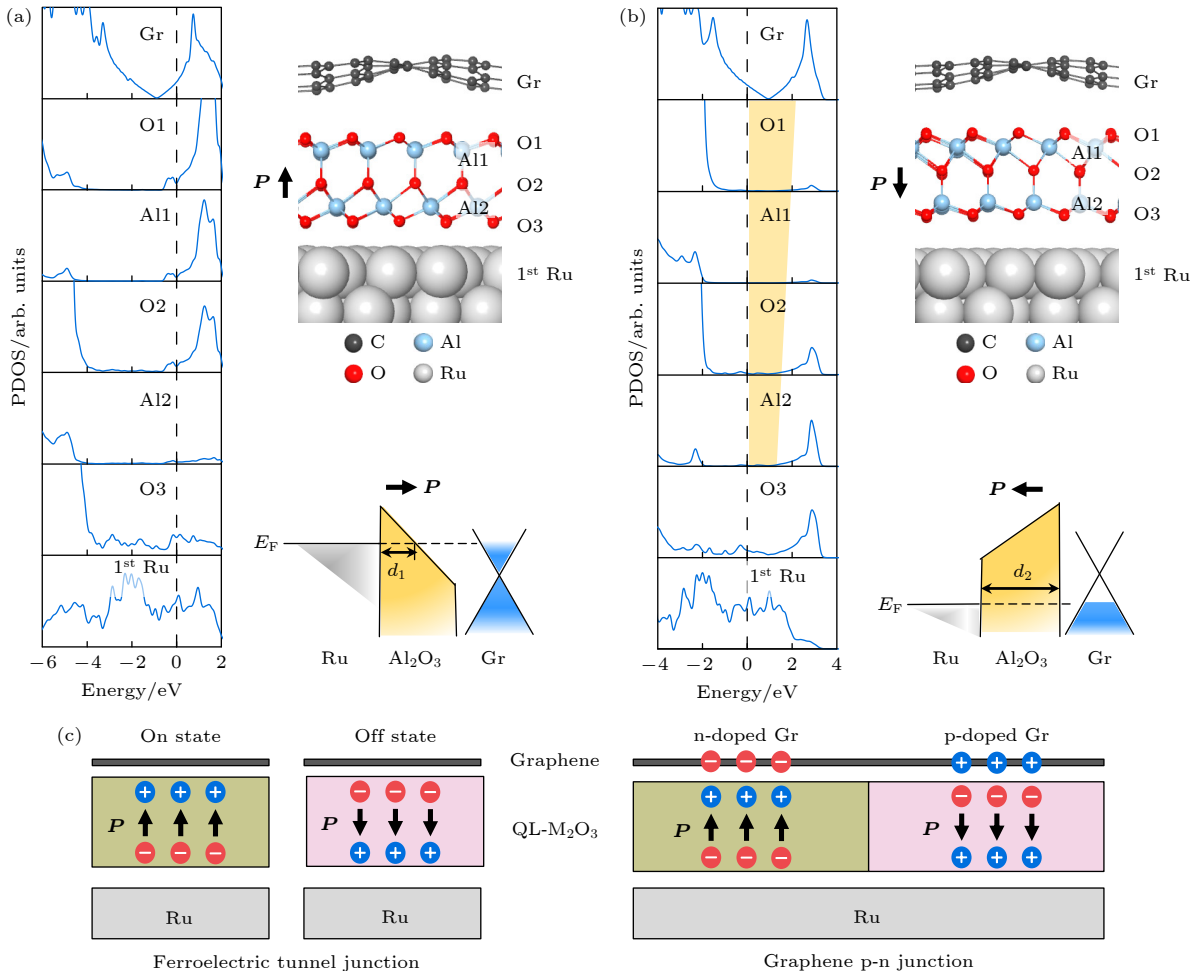 (a)
Gr
O1
Al1
O2
Al2
O3
1st Ru
PDOS/arb. units
−6 −4 −2 0 2
Energy/eV
Gr
O1
Al1
O2
Al2
O3
P
1st Ru
C Al
O Ru
P
EF
d1
Ru Al2O3 Gr
(b)
Gr
O1
Al1
O2
Al2
O3
1st Ru
PDOS/arb. units
−4 −2 0 2 4
Energy/eV
Gr
O1
Al1
O2
Al2
O3
P
1st Ru
C Al
O Ru
P
EF
d2
Ru Al2O3 Gr
(c)
On state Off state n-doped Gr p-doped Gr
Graphene
− − − + + +
+ + + − − − + + + − − −
P P QL-M2O3 P P
− − − + + + − − − + + +
Ru Ru Ru
Ferroelectric tunnel junction Graphene p-n junction